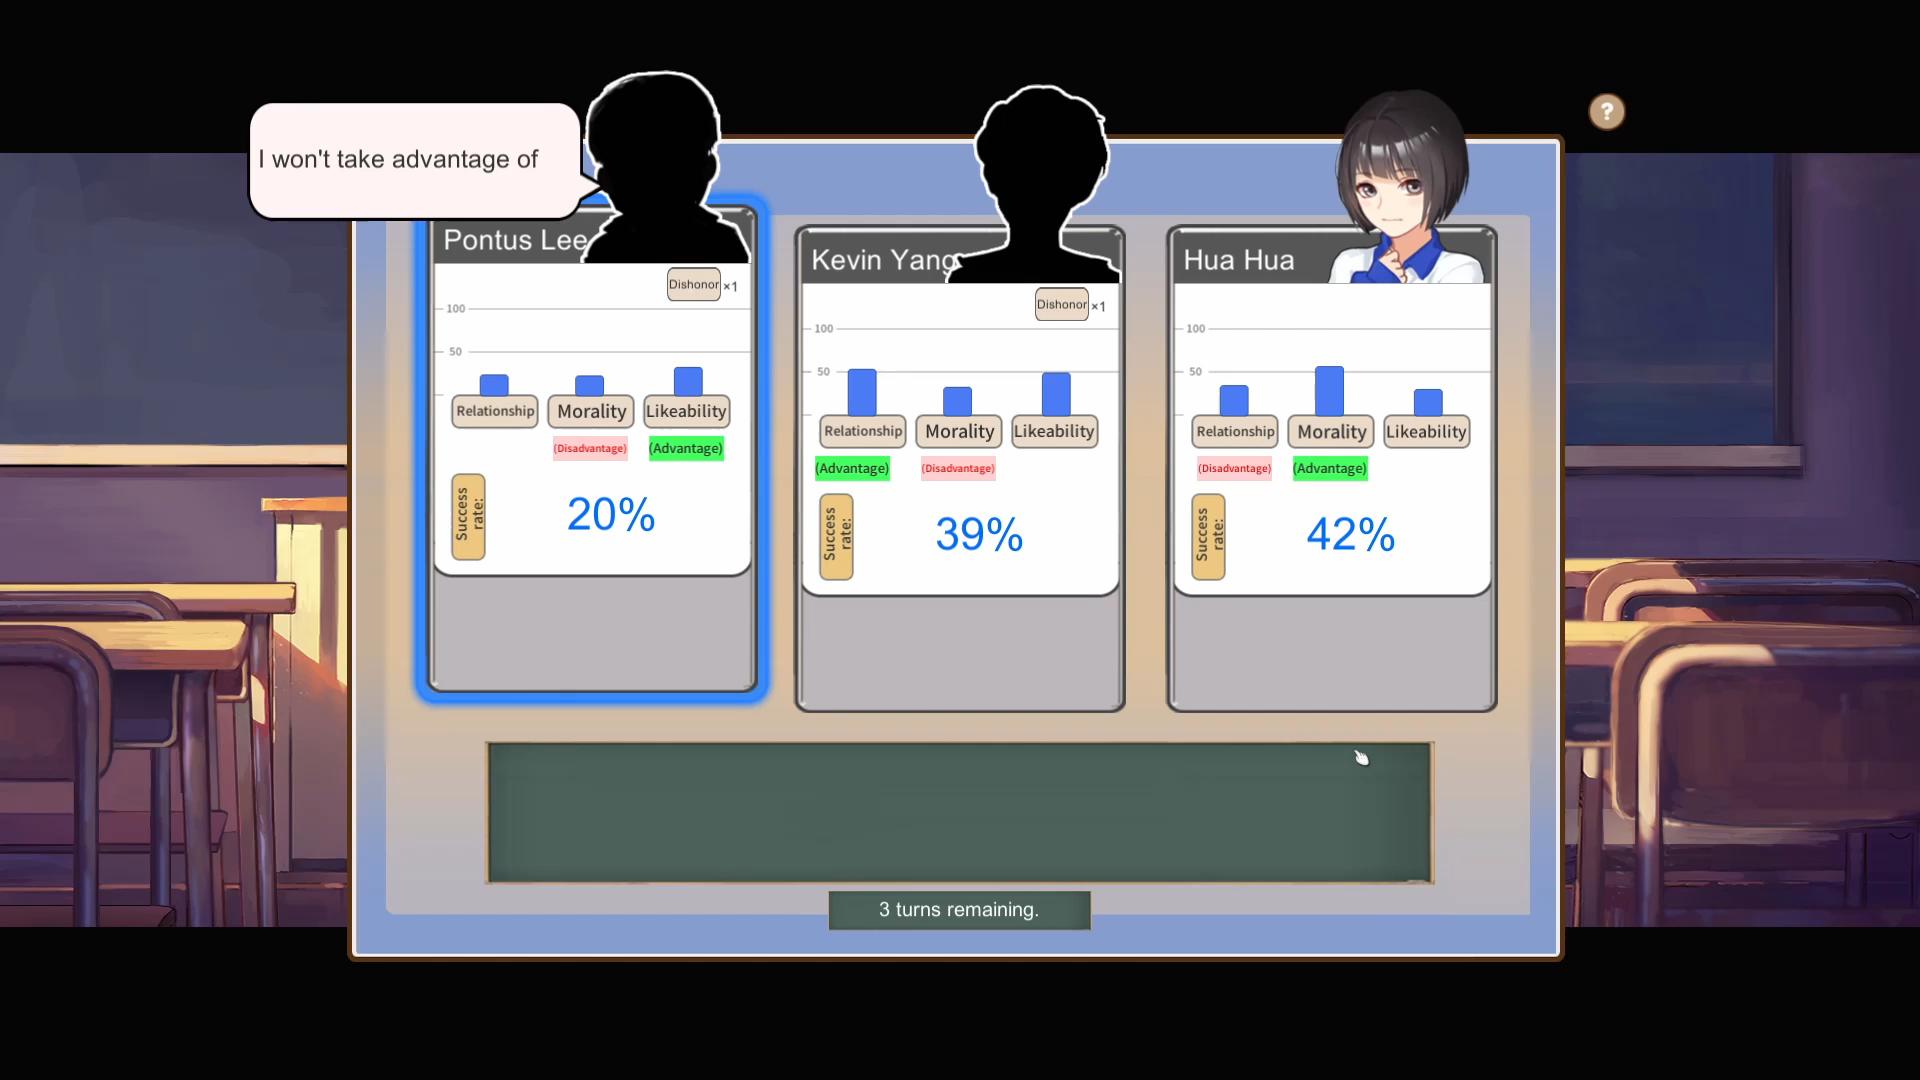 I won't take advantage of
?
Pontus Lee
Dishonor ×1
100
50
Relationship Morality Likeability
(Disadvantage) (Advantage)
Success rate:
20%
Kevin Yang
Dishonor ×1
100
50
Relationship Morality Likeability
(Advantage) (Disadvantage)
Success rate:
39%
Hua Hua
100
50
Relationship Morality Likeability
(Disadvantage) (Advantage)
Success rate:
42%
3 turns remaining.